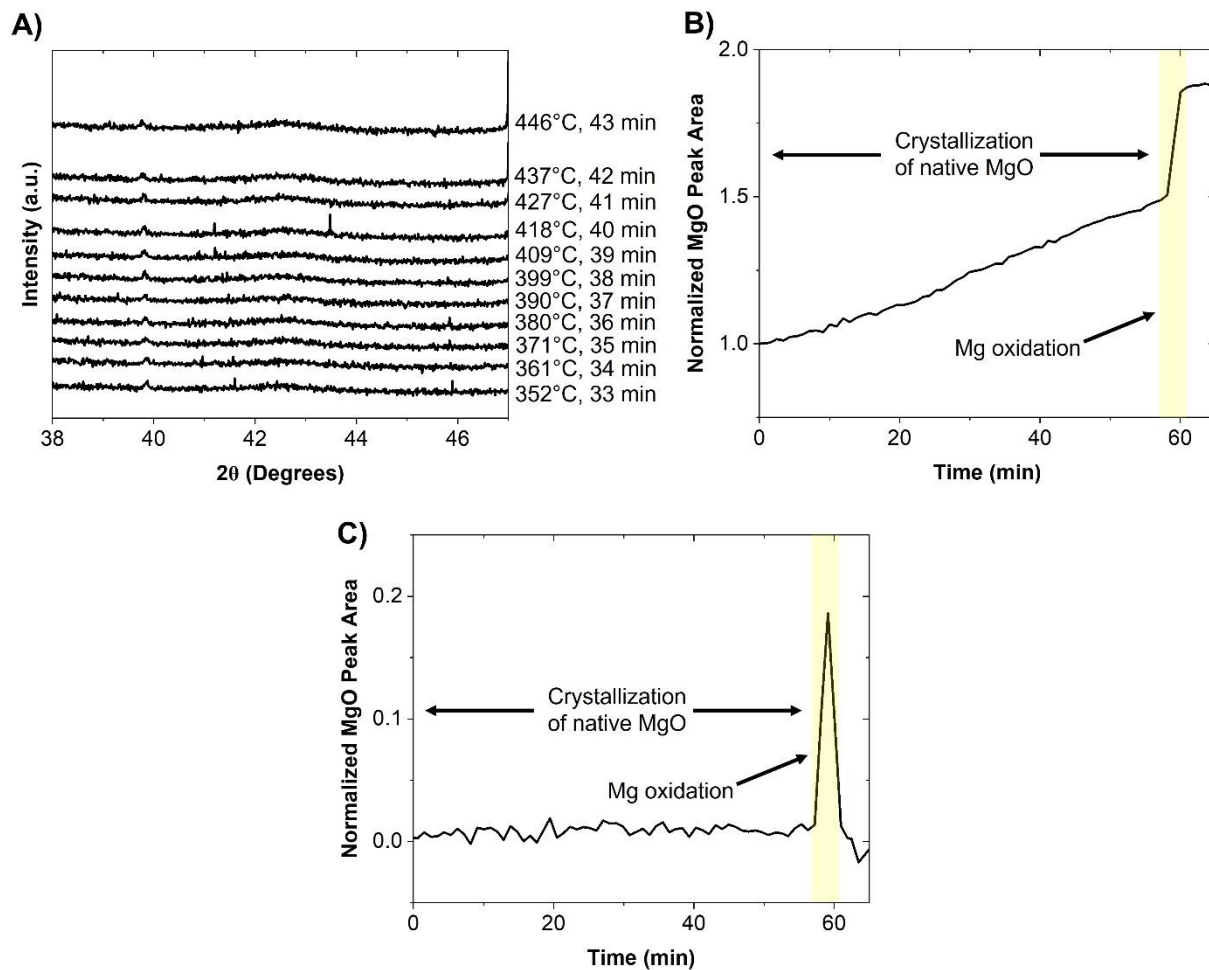 A)
Intensity (a.u.)
446°C, 43 min
437°C, 42 min
427°C, 41 min
418°C, 40 min
409°C, 39 min
399°C, 38 min
390°C, 37 min
380°C, 36 min
371°C, 35 min
361°C, 34 min
352°C, 33 min
38 40 42 44 46
2θ (Degrees)
B)
Normalized MgO Peak Area
2.0
1.5
1.0
Crystallization
of native MgO
Mg oxidation
0 20 40 60
Time (min)
C)
Normalized MgO Peak Area
0.2
0.1
0.0
Crystallization
of native MgO
Mg oxidation
0 20 40 60
Time (min)